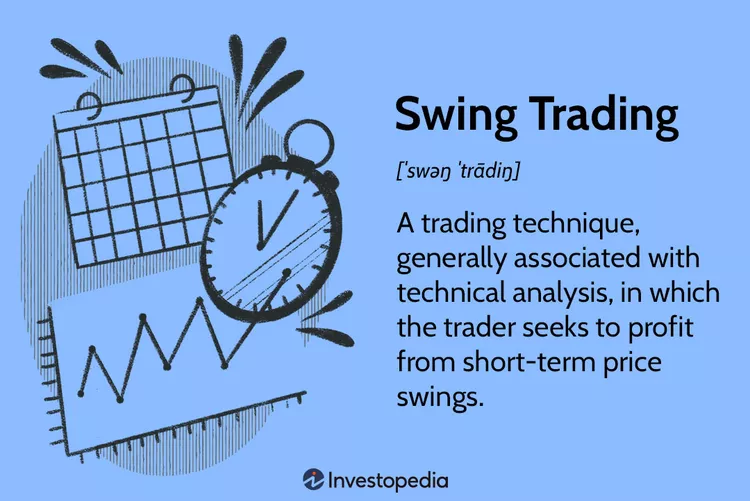 Swing Trading
[ˈswəŋ ˈtrādiŋ]
A trading technique,
generally associated with
technical analysis, in which
the trader seeks to profit
from short-term price
swings.
Investopedia